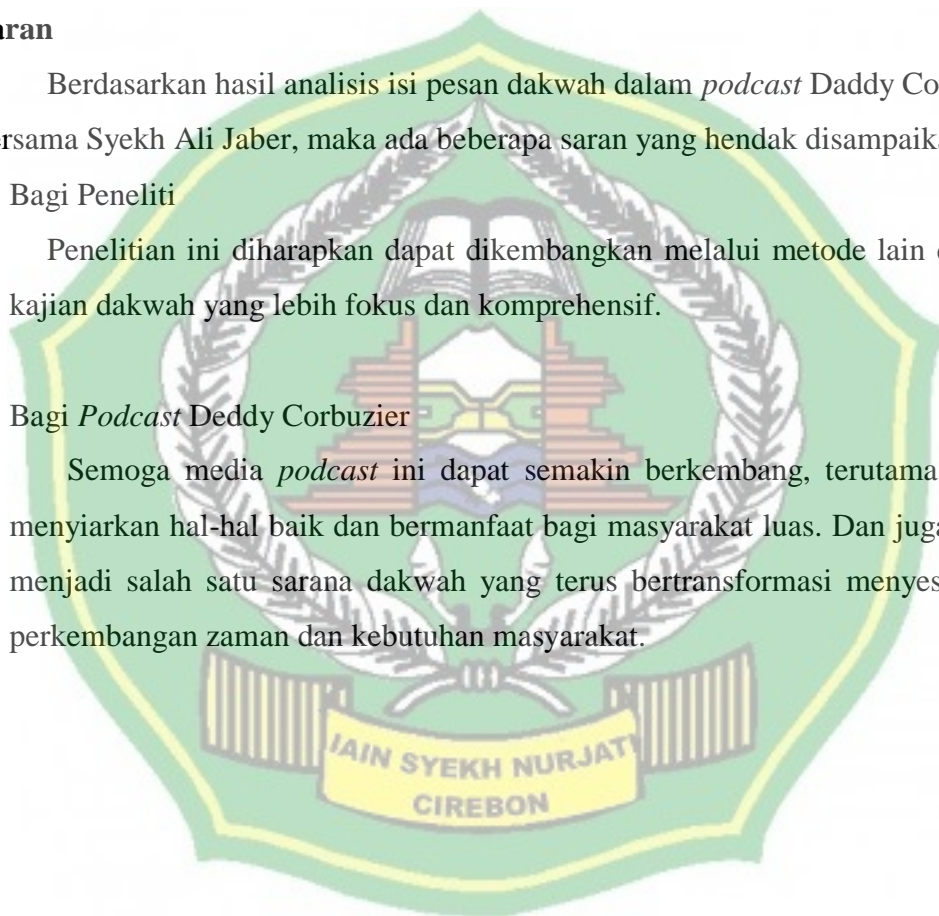 aran
Berdasarkan hasil analisis isi pesan dakwah dalam podcast Daddy Co
ersama Syekh Ali Jaber, maka ada beberapa saran yang hendak disampaika
Bagi Peneliti
Penelitian ini diharapkan dapat dikembangkan melalui metode lain
kajian dakwah yang lebih fokus dan komprehensif.
Bagi Podcast Deddy Corbuzier
Semoga media podcast ini dapat semakin berkembang, terutama
menyiarkan hal-hal baik dan bermanfaat bagi masyarakat luas. Dan juga
menjadi salah satu sarana dakwah yang terus bertransformasi menyes
perkembangan zaman dan kebutuhan masyarakat.
IAIN SYEKH NURJATI
CIREBON